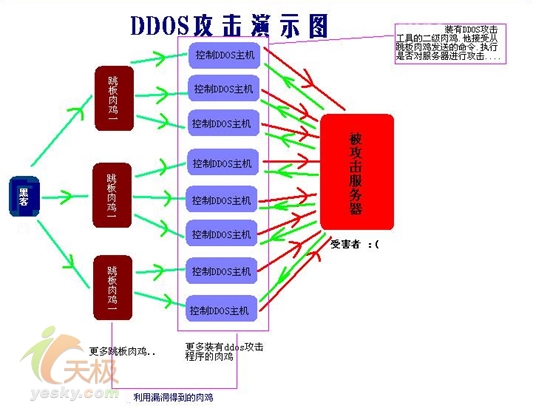 DDOS攻击演示图
装有DDOS攻击
工具的二级肉鸡.他接受从
跳板肉鸡发送的命令.执行
是否对服务器进行攻击....
控制DDOS主机
控制DDOS主机
控制DDOS主机
控制DDOS主机
控制DDOS主机
控制DDOS主机
控制DDOS主机
控制DDOS主机
跳板肉鸡一
跳板肉鸡一
跳板肉鸡一
黑客
被攻击服务器
受害者 :(
更多跳板肉鸡..
更多装有ddos攻击
程序的肉鸡
利用漏洞得到的肉鸡
天极
yesky.com